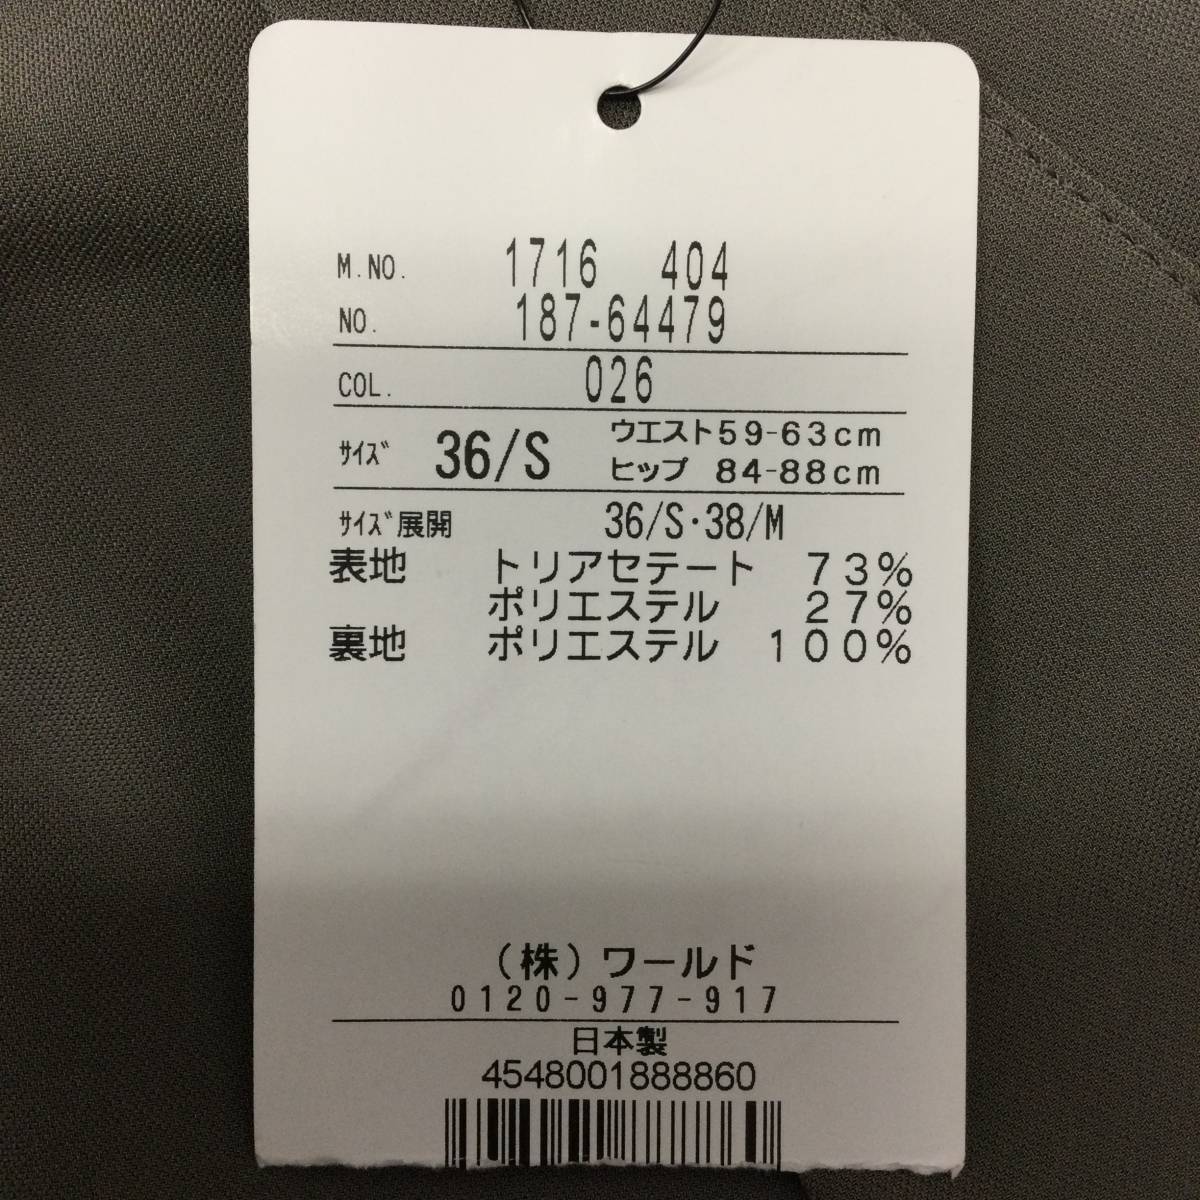 M.NO. 1716 404
NO. 187-64479
COL. 026
ｻｲｽﾞ 36/S ウエスト59-63cm
ヒップ 84-88cm
ｻｲｽﾞ展開 36/S･38/M
表地 トリアセテート 73%
ポリエステル 27%
裏地 ポリエステル 100%
(株)ワールド
0120-977-917
日本製
4548001888860